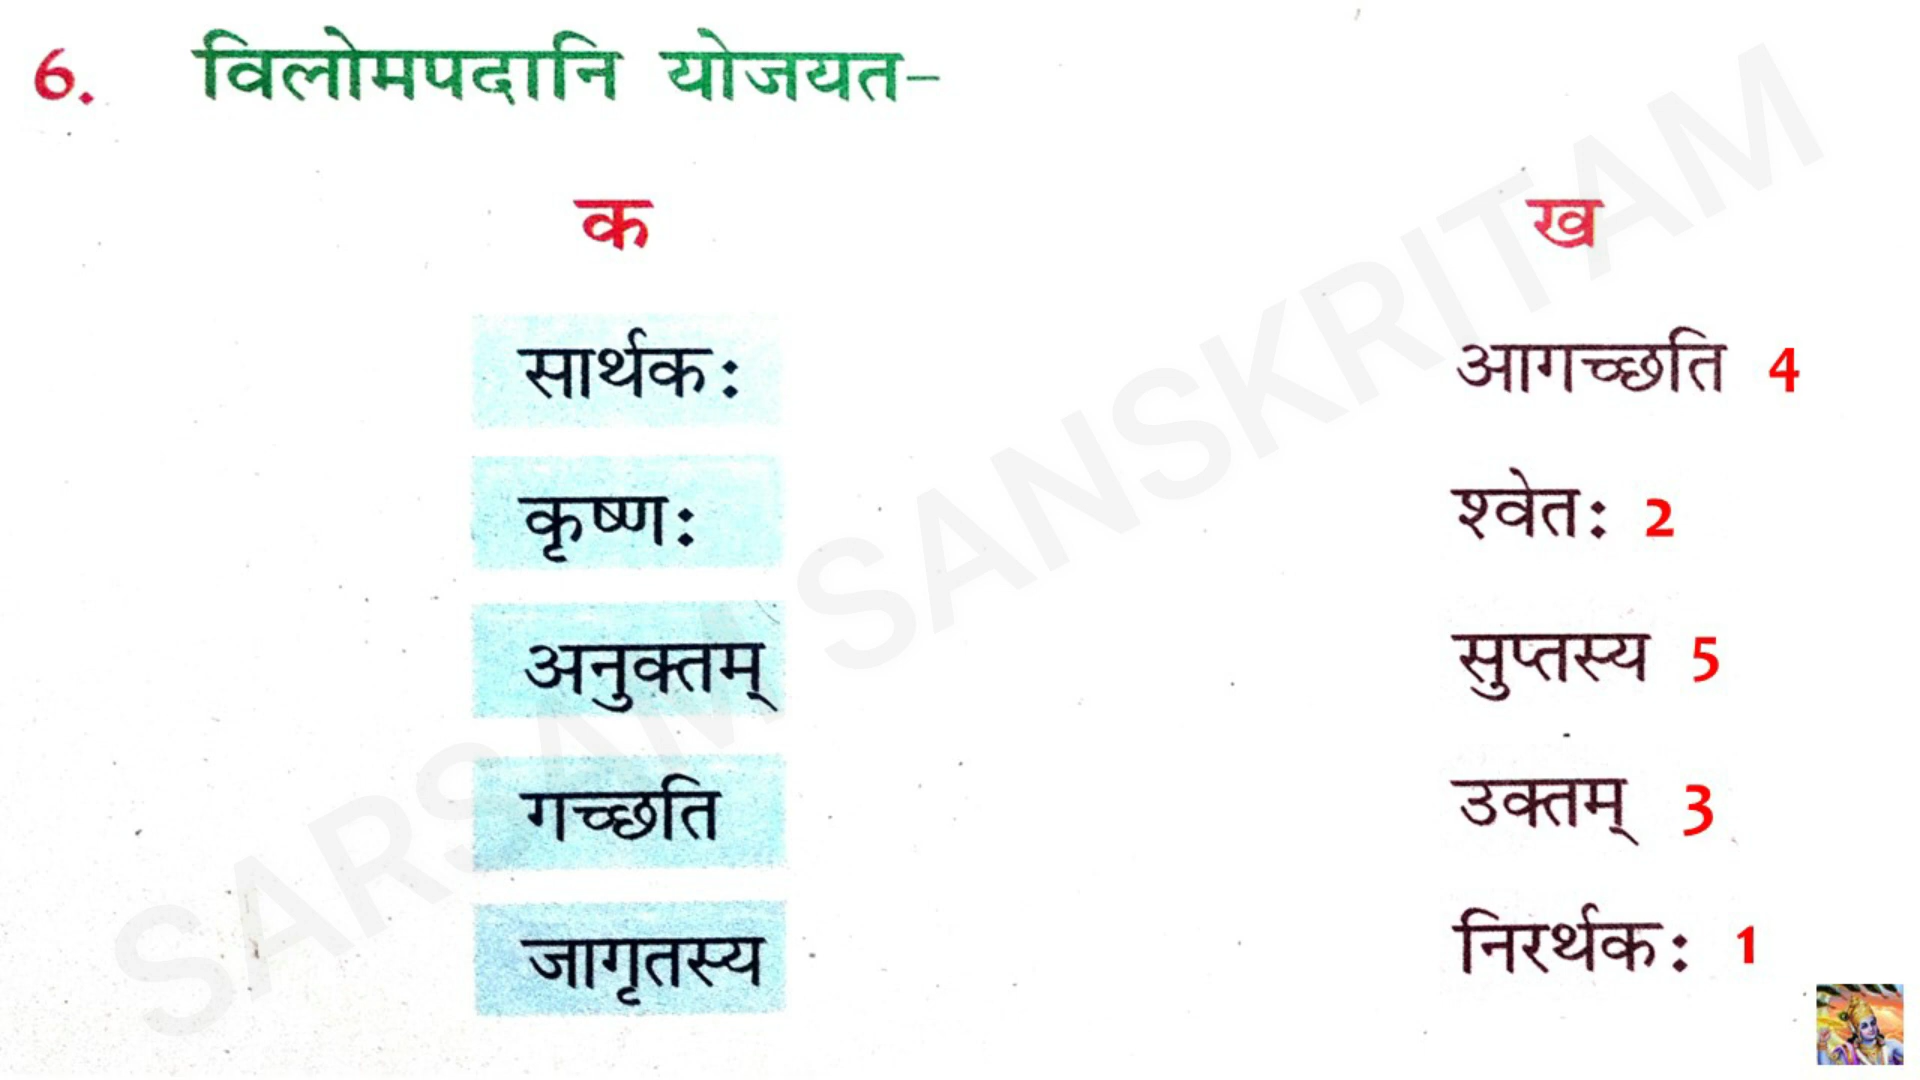 6. विलोमपदानि योजयत–
क ख
सार्थक: आगच्छति 4
कृष्ण: श्वेत: 2
अनुक्तम् सुप्तस्य 5
गच्छति उक्तम् 3
जागृतस्य निरर्थक: 1
SARSAM SANSKRITAM